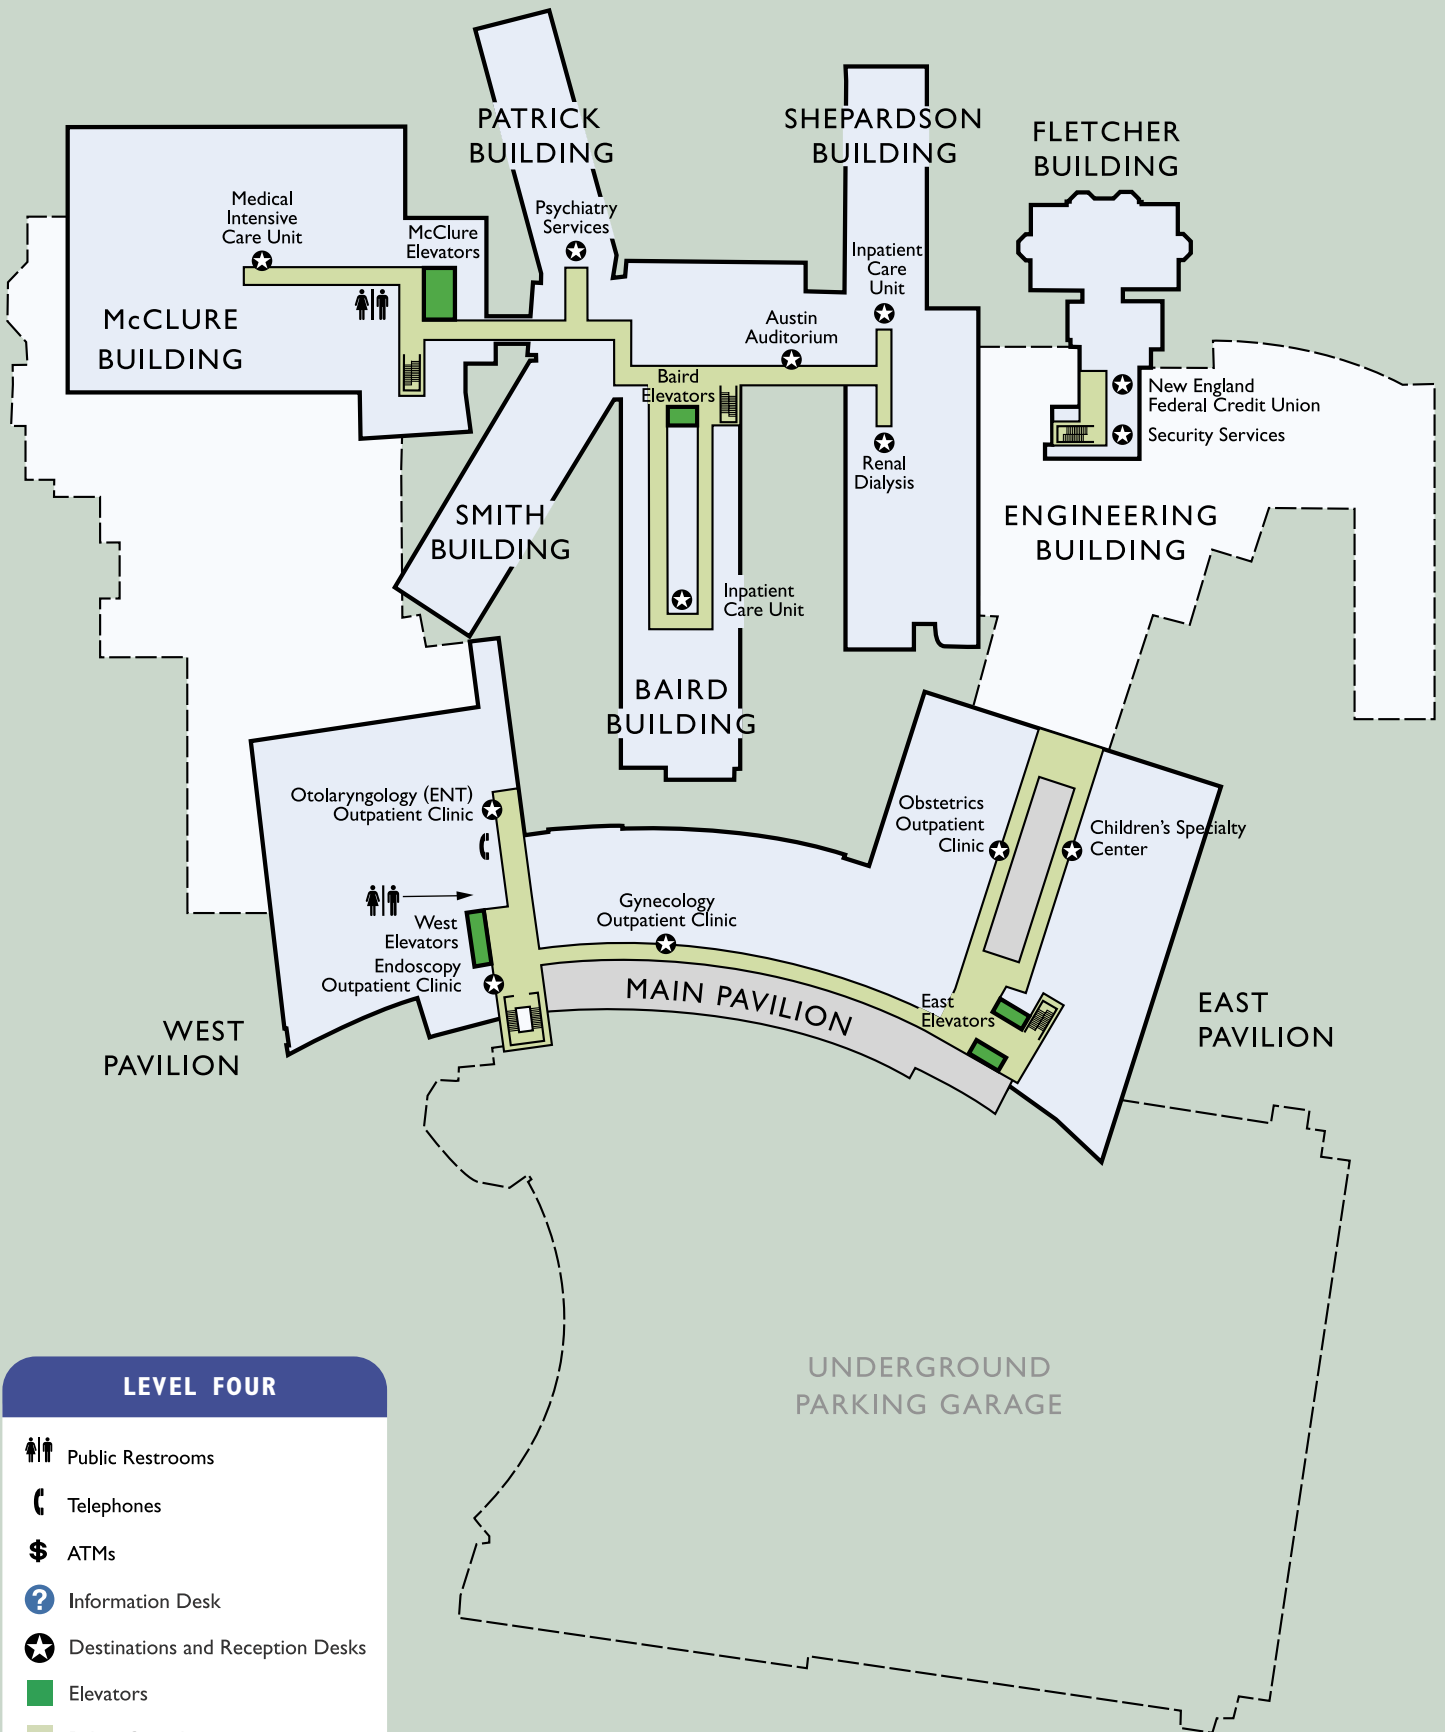 PATRICK
BUILDING
SHEPARDSON
BUILDING
FLETCHER
BUILDING
Medical
Intensive
Care Unit
McClure
Elevators
Psychiatry
Services
Inpatient
Care
Unit
McCLURE
BUILDING
Austin
Auditorium
Baird
Elevators
New England
Federal Credit Union
Security Services
Renal
Dialysis
SMITH
BUILDING
ENGINEERING
BUILDING
Inpatient
Care Unit
BAIRD
BUILDING
Otolaryngology (ENT)
Outpatient Clinic
Obstetrics
Outpatient
Clinic
Children's Specialty
Center
Gynecology
Outpatient Clinic
West
Elevators
Endoscopy
Outpatient Clinic
MAIN PAVILION
East
Elevators
WEST
PAVILION
EAST
PAVILION
UNDERGROUND
PARKING GARAGE
LEVEL FOUR
Public Restrooms
Telephones
$ ATMs
? Information Desk
Destinations and Reception Desks
Elevators